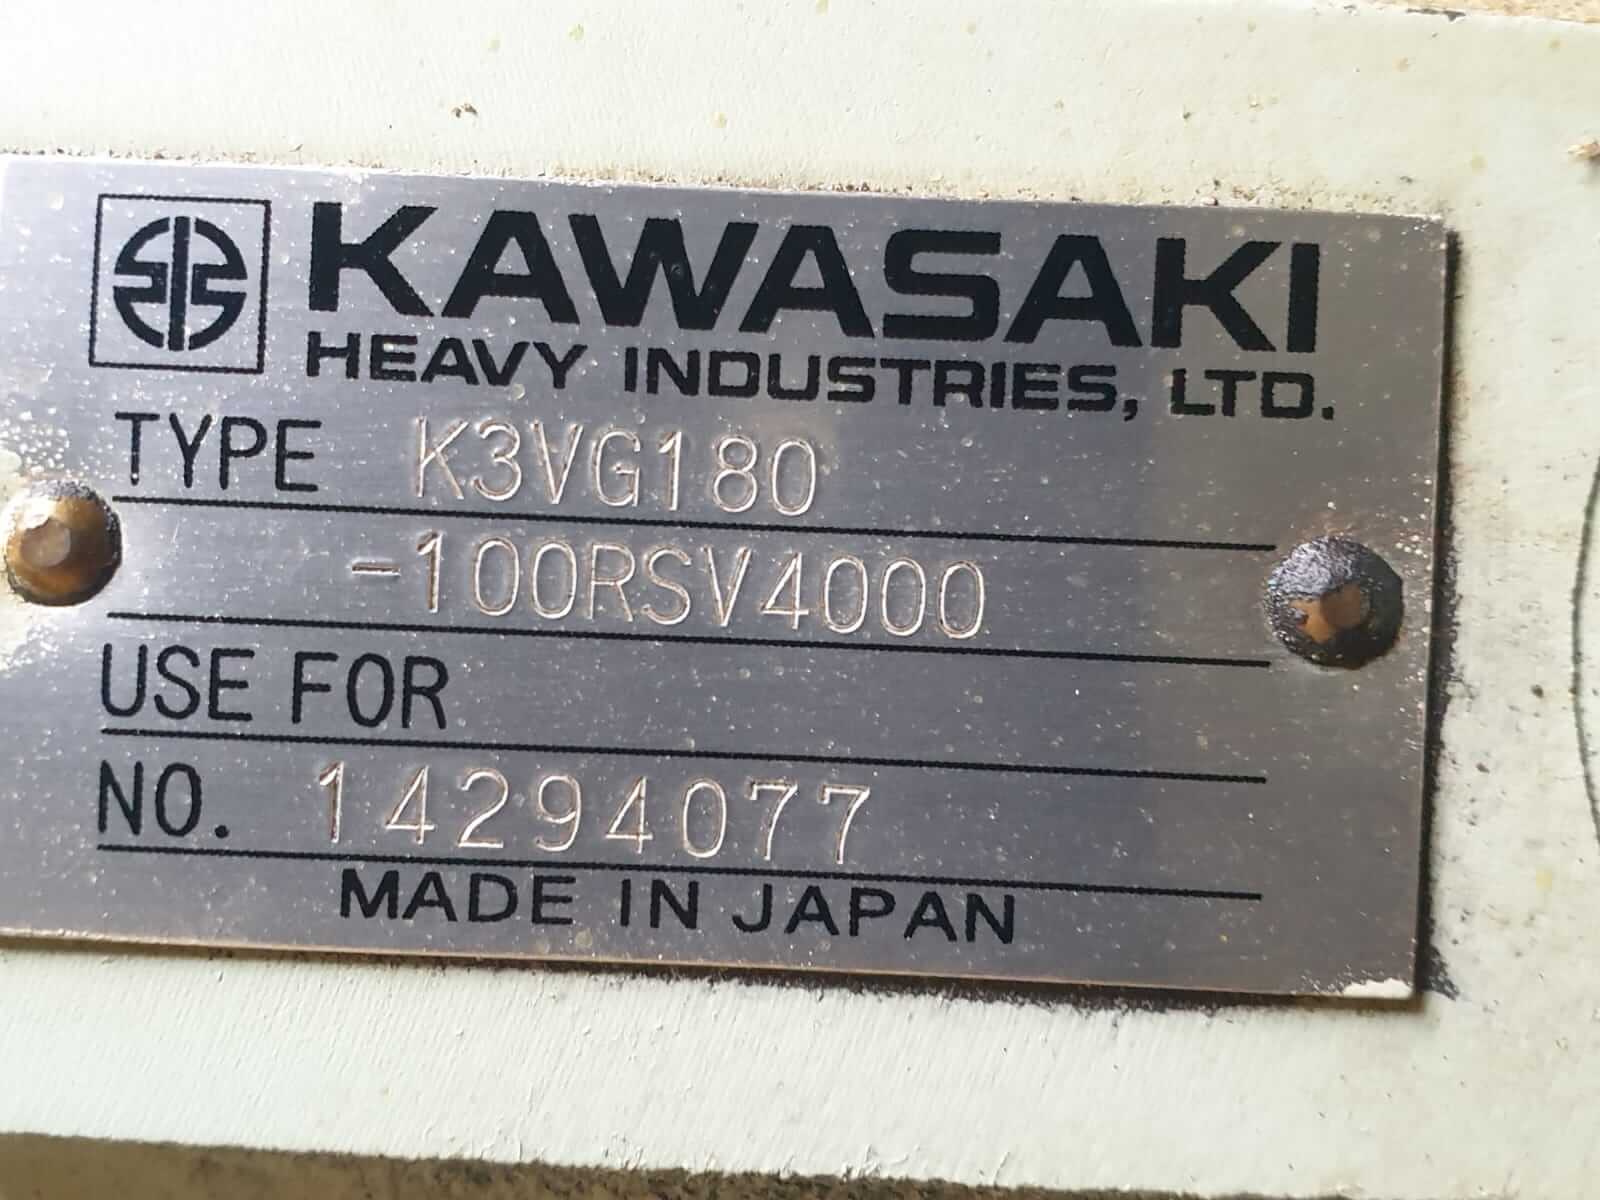 KAWASAKI
HEAVY INDUSTRIES, LTD.
TYPE K3VG180
-100RSV4000
USE FOR
NO. 14294077
MADE IN JAPAN